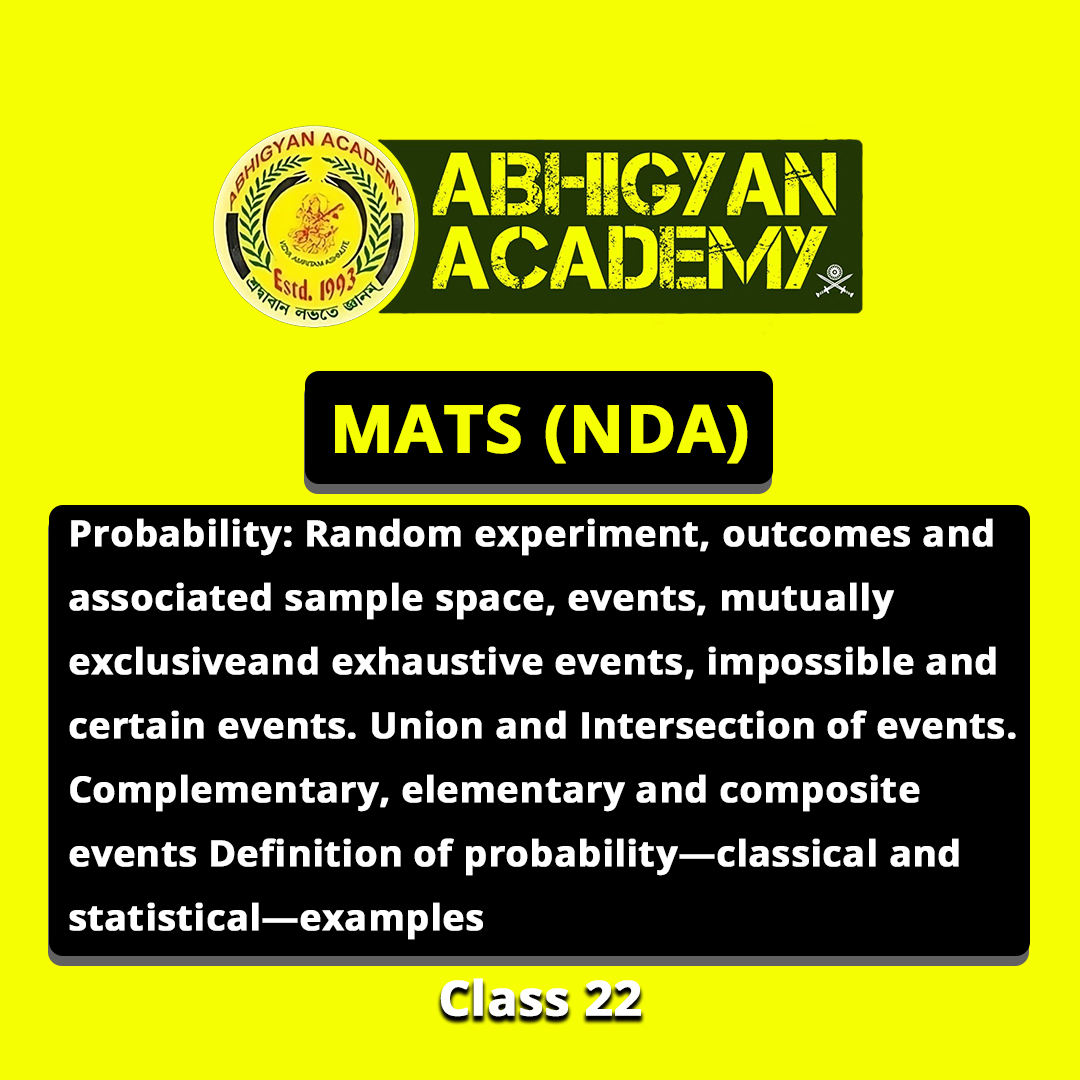 ABHIGYAN ACADEMY
VIDYA AMRITAM ASHNUTE
Estd. 1993
শ্রদ্ধাবান লভতে জ্ঞানম্
ABHIGYAN
ACADEMY
MATS (NDA)
Probability: Random experiment, outcomes and
associated sample space, events, mutually
exclusiveand exhaustive events, impossible and
certain events. Union and Intersection of events.
Complementary, elementary and composite
events Definition of probability—classical and
statistical—examples
Class 22